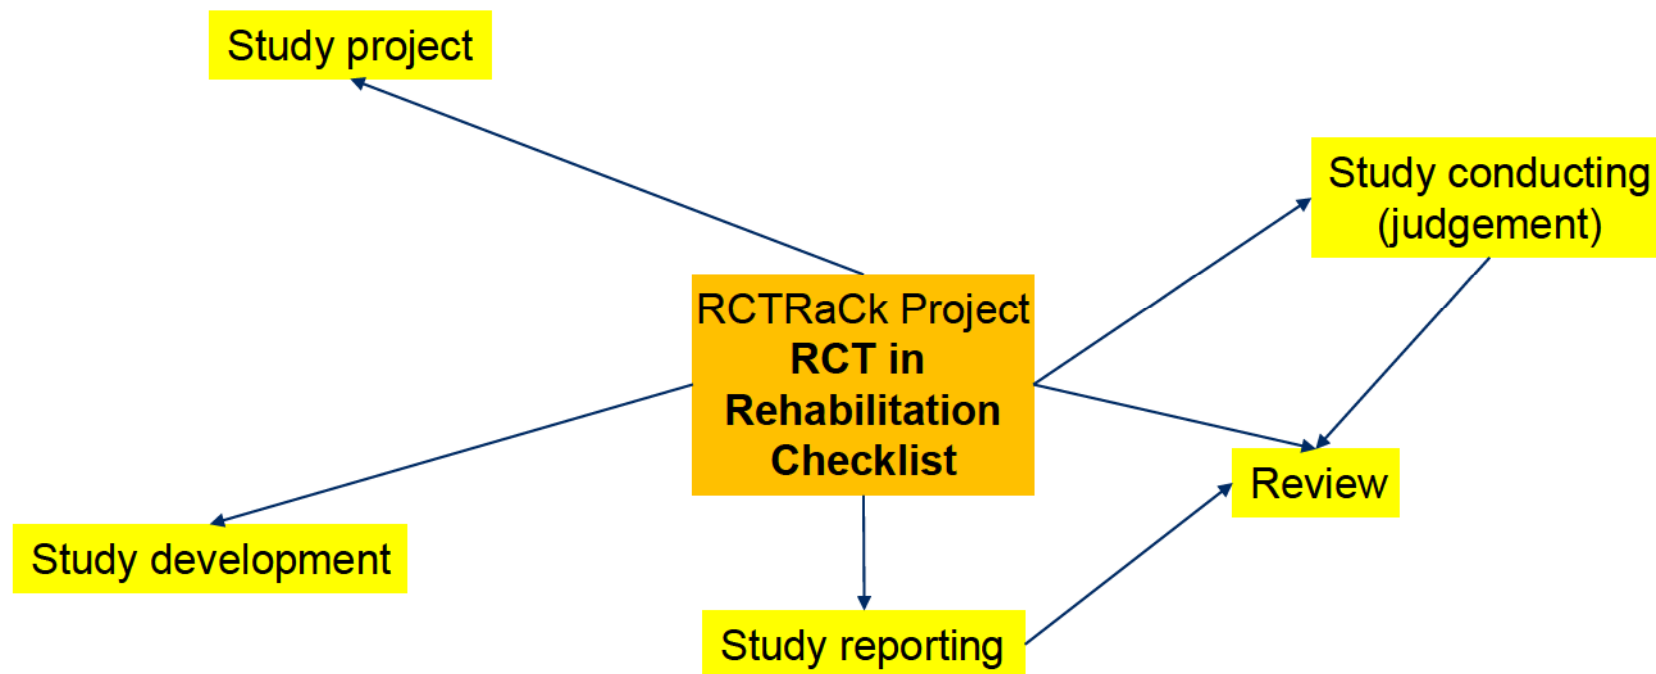 Study project
Study conducting
(judgement)
RCTRaCk Project
RCT in
Rehabilitation
Checklist
Review
Study development
Study reporting